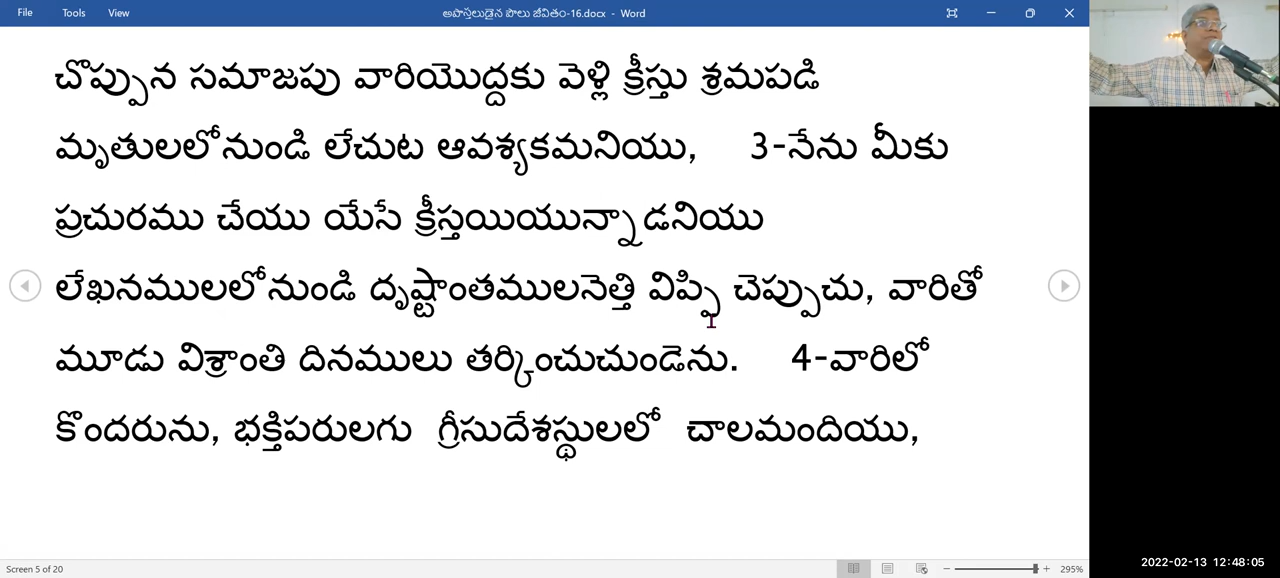 File Tools View అపొస్తలుడైన పౌలు జీవితం-16.docx - Word
చొప్పున సమాజపు వారియొద్దకు వెళ్లి క్రీస్తు శ్రమపడి
మృతులలోనుండి లేచుట ఆవశ్యకమనియు, 3-నేను మీకు
ప్రచురము చేయు యేసే క్రీస్తయియున్నాడనియు
లేఖనములలోనుండి దృష్టాంతములనెత్తి విప్పి చెప్పుచు, వారితో
మూడు విశ్రాంతి దినములు తర్కించుచుండెను. 4-వారిలో
కొందరును, భక్తిపరులగు గ్రీసుదేశస్థులలో చాలమందియు,
Screen 5 of 20 295%
2022-02-13 12:48:05